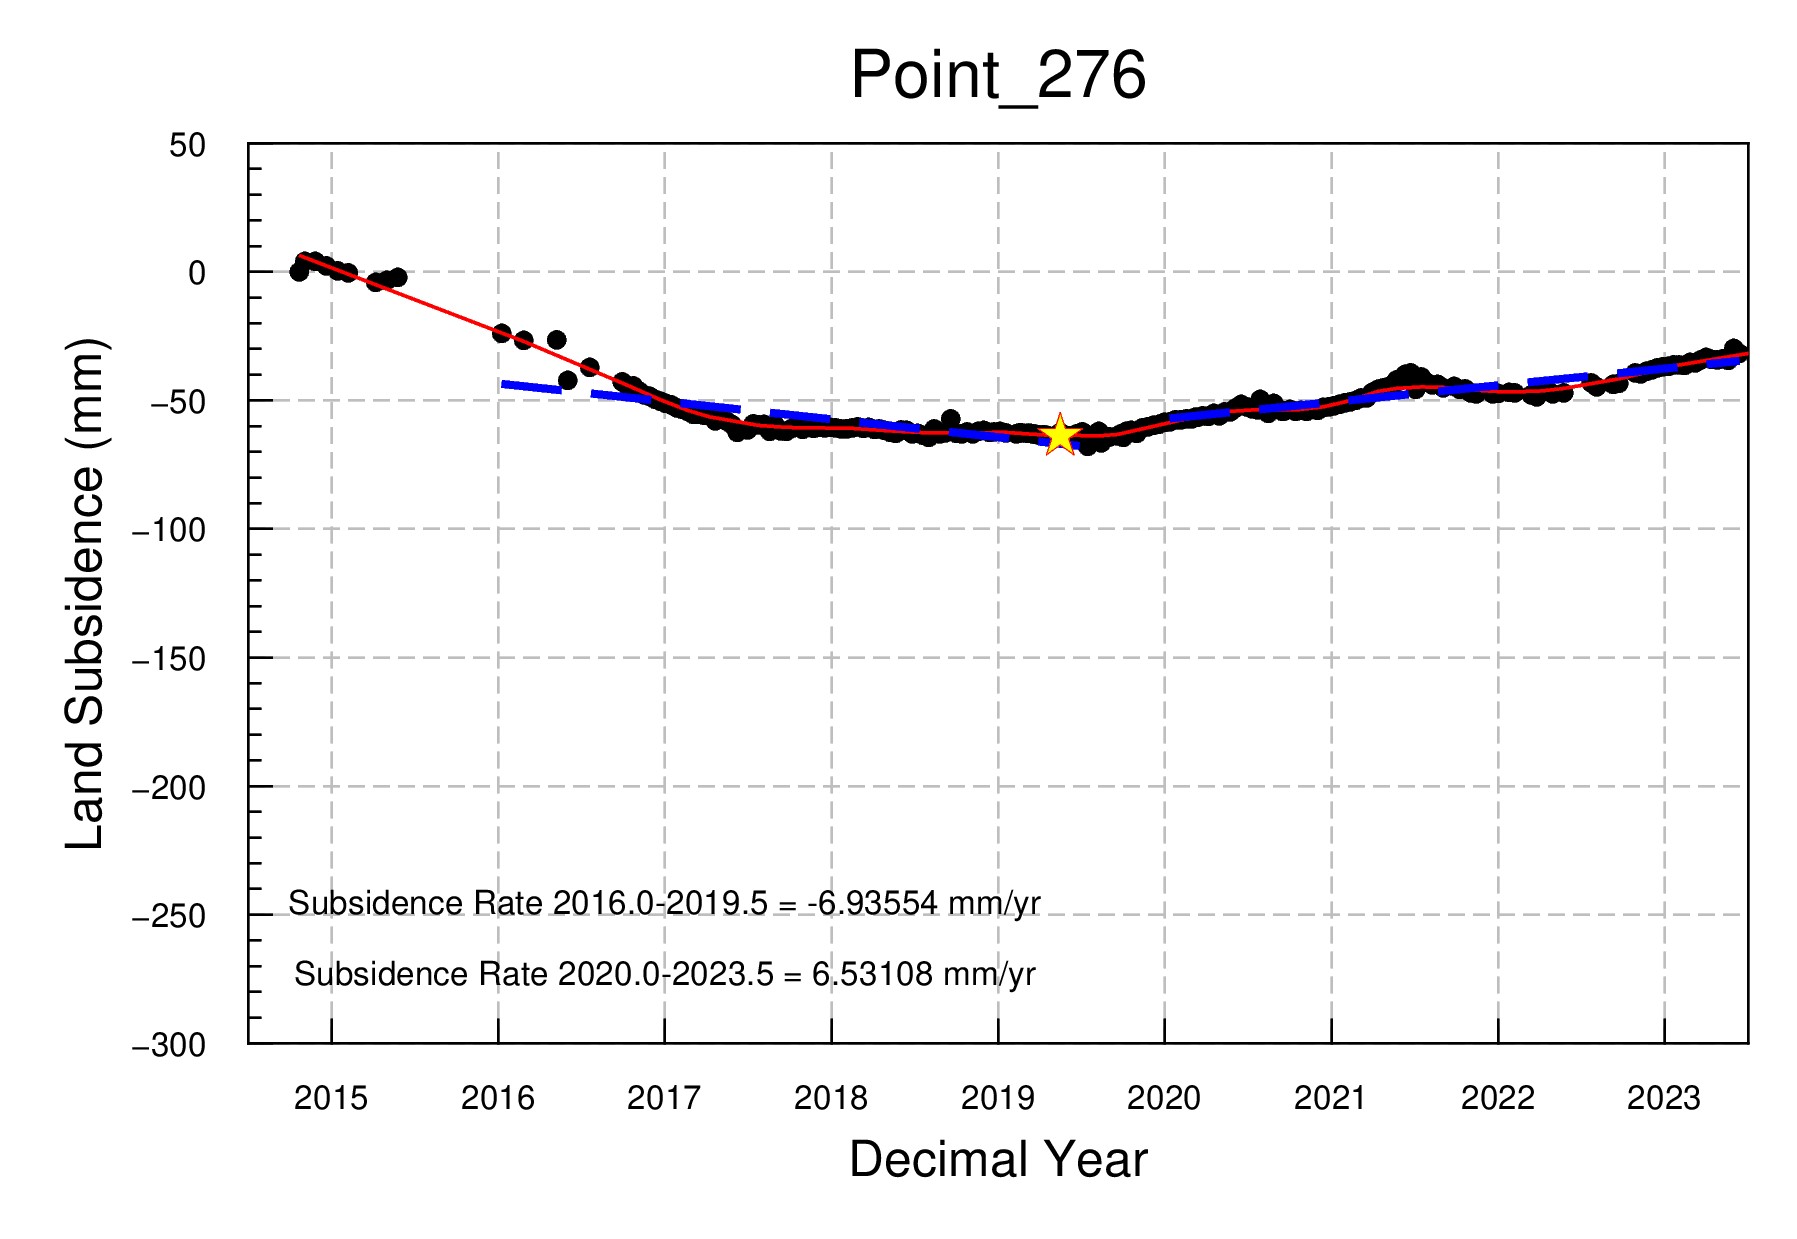 Point_276
50
0
−50
−100
−150
−200
−250
−300
Land Subsidence (mm)
Subsidence Rate 2016.0-2019.5 = -6.93554 mm/yr
Subsidence Rate 2020.0-2023.5 = 6.53108 mm/yr
2015 2016 2017 2018 2019 2020 2021 2022 2023
Decimal Year